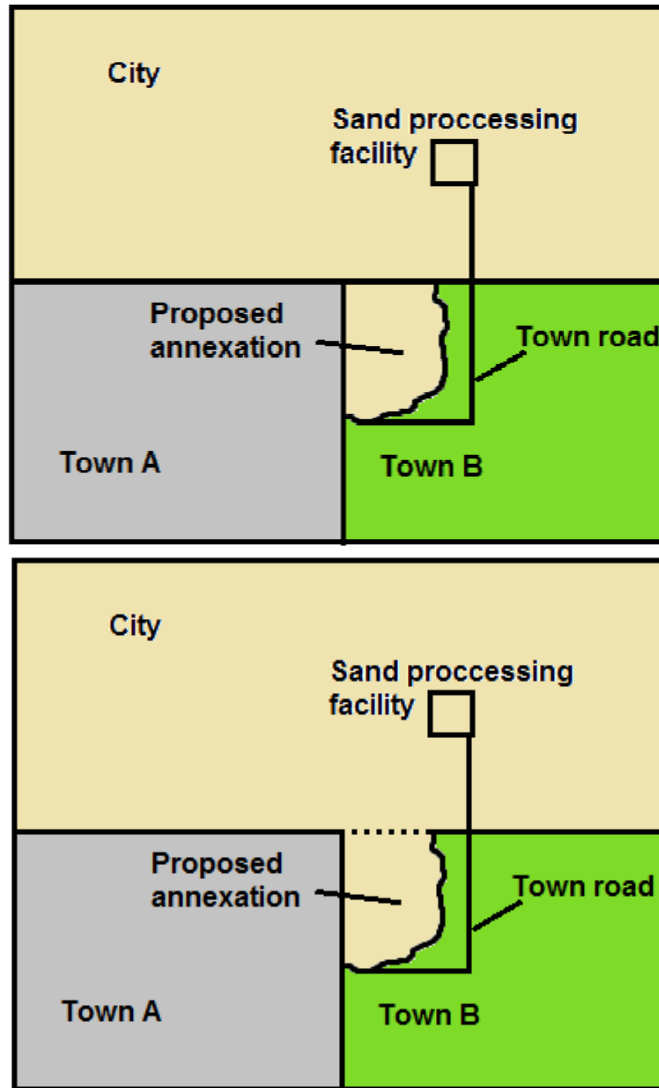 City
Sand proccessing
facility
Proposed
annexation
Town road
Town A
Town B
City
Sand proccessing
facility
Proposed
annexation
Town road
Town A
Town B